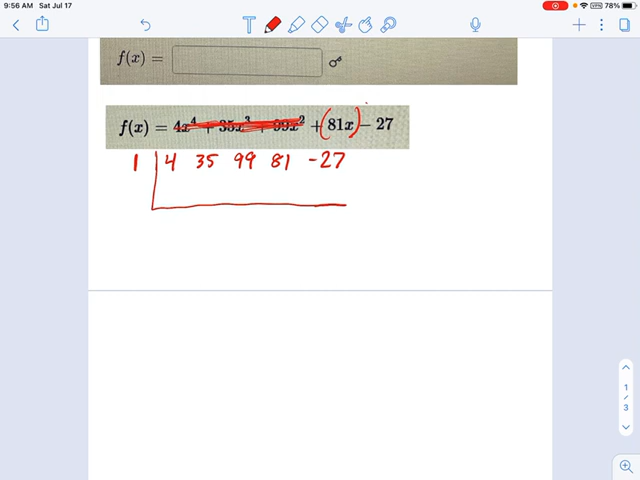 9:56 AM Sat Jul 17
VPN 78%
T
f(x) =
f(x) = 4x⁴ + 35x³ + 99x² + (81x) − 27
1 | 4 35 99 81 -27
1
/
3